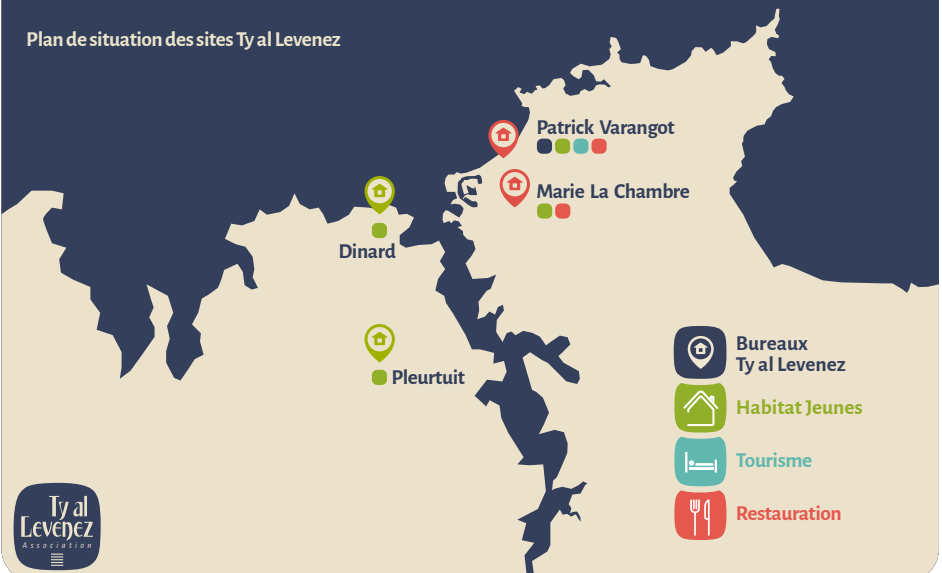 Plan de situation des sites Ty al Levenez
Patrick Varangot
Marie La Chambre
Dinard
Pleurtuit
Bureaux
Ty al Levenez
Habitat Jeunes
Tourisme
Restauration
Ty al
Levenez
Association